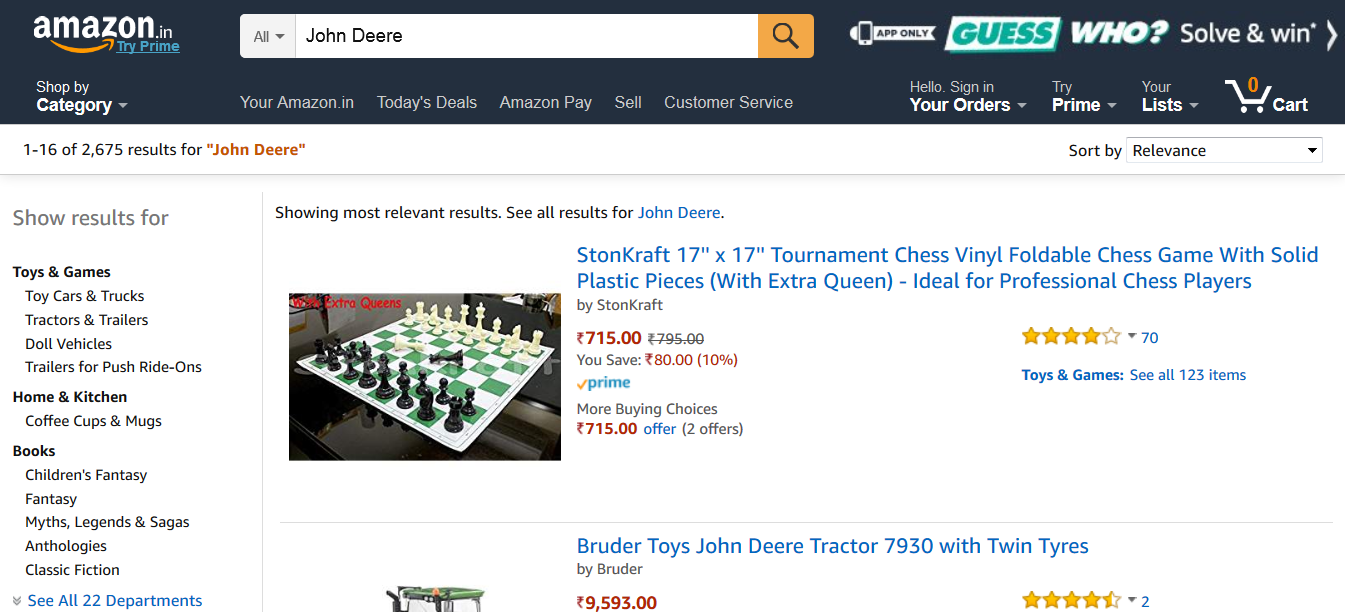 amazon.in
Try Prime
All
John Deere
APP ONLY
GUESS WHO? Solve & win*
Shop by
Category
Your Amazon.in
Today's Deals
Amazon Pay
Sell
Customer Service
Hello. Sign in
Your Orders
Try
Prime
Your
Lists
0
Cart
1-16 of 2,675 results for "John Deere"
Sort by
Relevance
Show results for
Toys & Games
Toy Cars & Trucks
Tractors & Trailers
Doll Vehicles
Trailers for Push Ride-Ons
Home & Kitchen
Coffee Cups & Mugs
Books
Children's Fantasy
Fantasy
Myths, Legends & Sagas
Anthologies
Classic Fiction
See All 22 Departments
Showing most relevant results. See all results for John Deere.
With Extra Queens
StonKraft 17" x 17" Tournament Chess Vinyl Foldable Chess Game With Solid
Plastic Pieces (With Extra Queen) - Ideal for Professional Chess Players
by StonKraft
₹715.00 ₹795.00
You Save: ₹80.00 (10%)
prime
More Buying Choices
₹715.00 offer (2 offers)
70
Toys & Games: See all 123 items
Bruder Toys John Deere Tractor 7930 with Twin Tyres
by Bruder
₹9,593.00
2